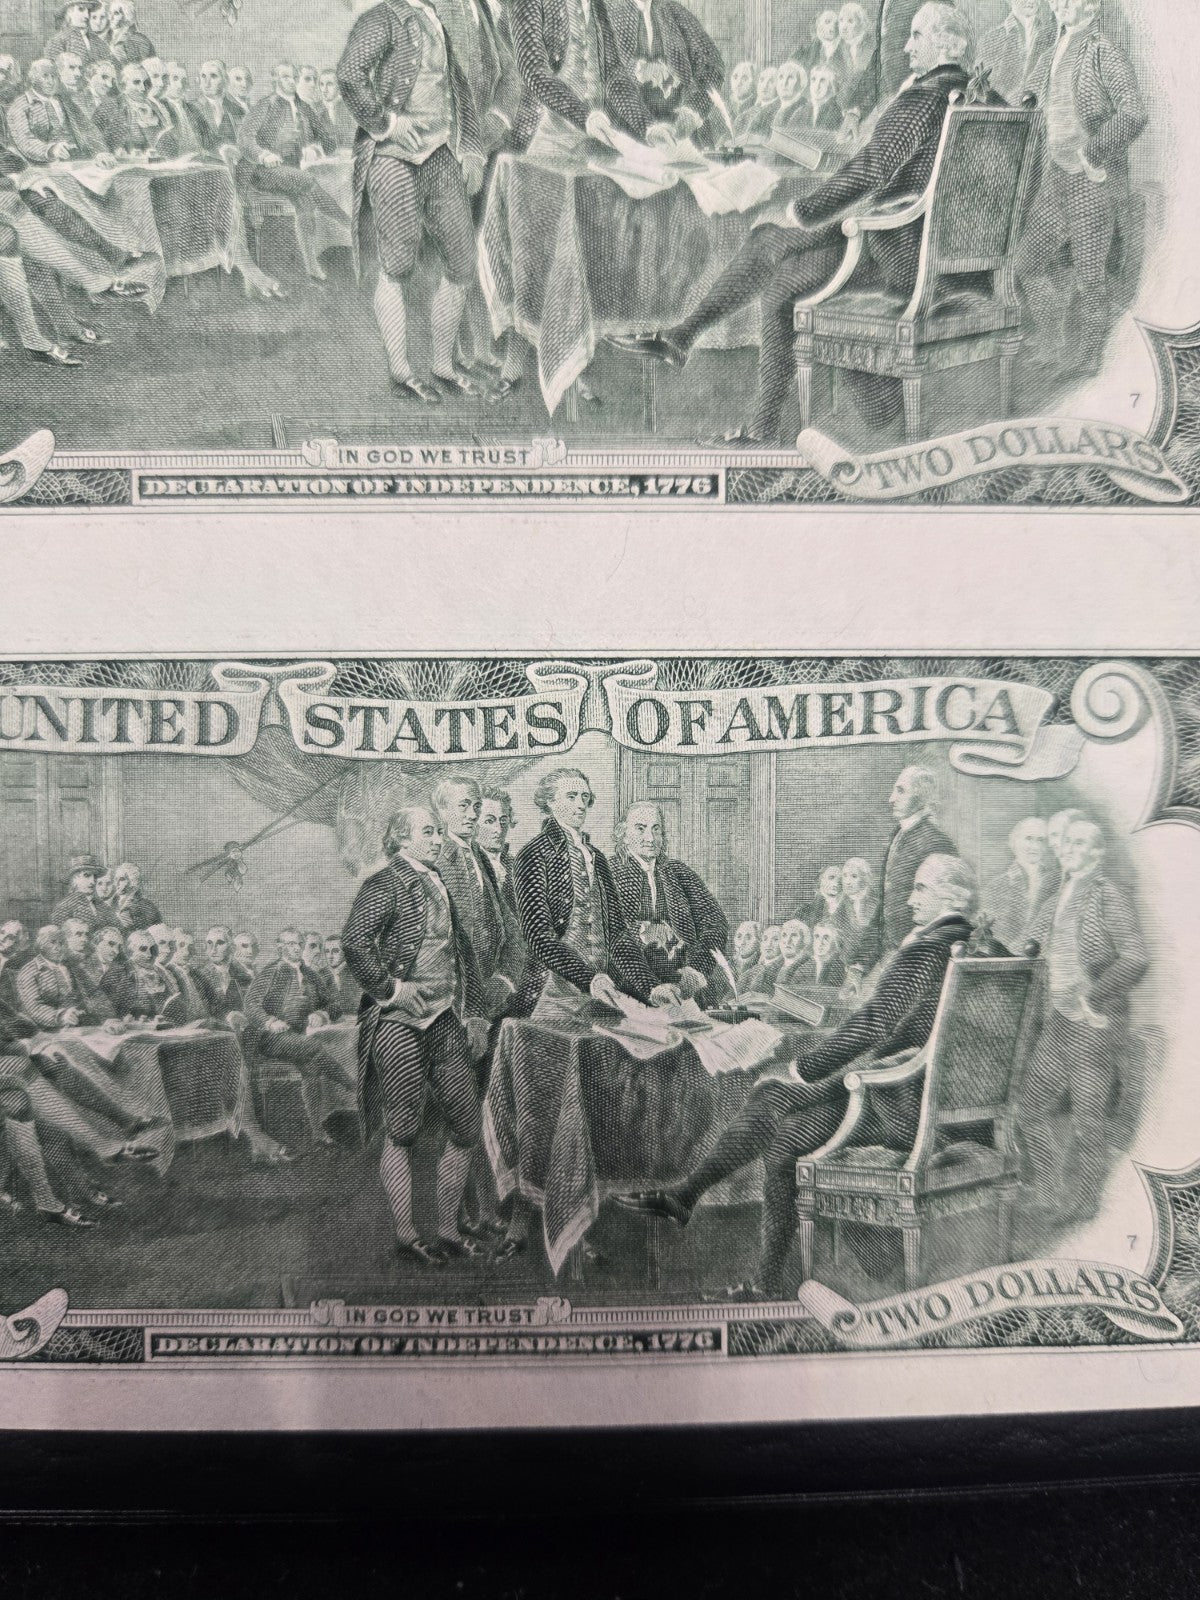 7
TWO DOLLARS
IN GOD WE TRUST
DECLARATION OF INDEPENDENCE, 1776
UNITED STATES OF AMERICA
7
TWO DOLLARS
IN GOD WE TRUST
DECLARATION OF INDEPENDENCE, 1776